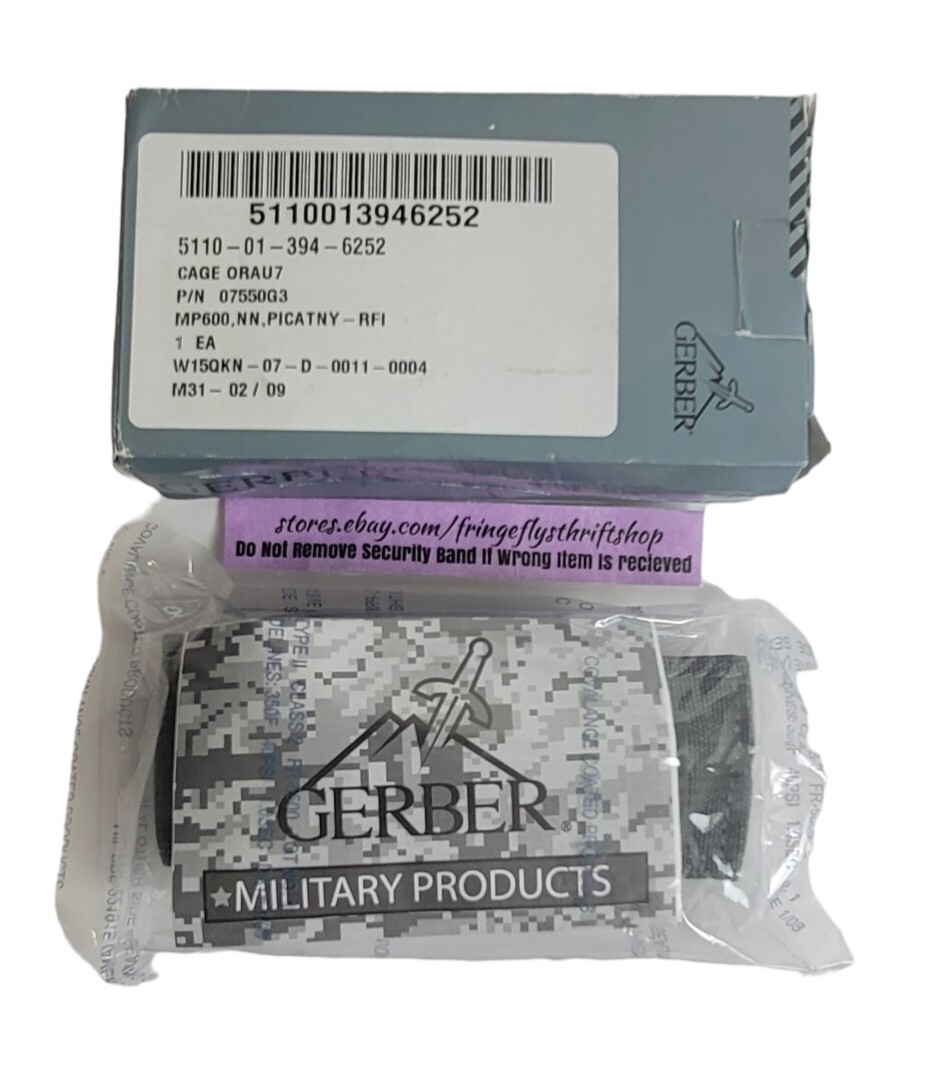 5110013946252
5110-01-394-6252
CAGE ORAU7
P/N 07550G3
MP600,NN,PICATNY-RFI
1 EA
W15QKN-07-D-0011-0004
M31-02/09
GERBER
stores.ebay.com/fringeflysthriftshop
Do Not Remove Security Band If Wrong Item is recieved
GERBER®
★MILITARY PRODUCTS